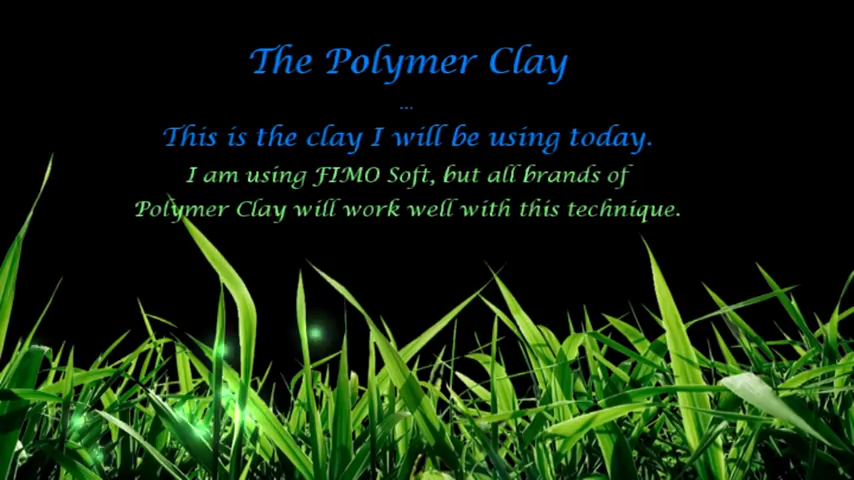 The Polymer Clay
...
This is the clay I will be using today.
I am using FIMO Soft, but all brands of
Polymer Clay will work well with this technique.